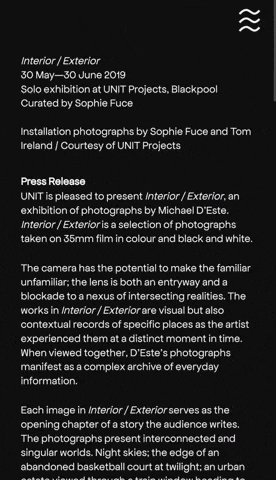 Interior / Exterior
30 May—30 June 2019
Solo exhibition at UNIT Projects, Blackpool
Curated by Sophie Fuce
Installation photographs by Sophie Fuce and Tom
Ireland / Courtesy of UNIT Projects
Press Release
UNIT is pleased to present Interior / Exterior, an
exhibition of photographs by Michael D'Este.
Interior / Exterior is a selection of photographs
taken on 35mm film in colour and black and white.
The camera has the potential to make the familiar
unfamiliar; the lens is both an entryway and a
blockade to a nexus of intersecting realities. The
works in Interior / Exterior are visual but also
contextual records of specific places as the artist
experienced them at a distinct moment in time.
When viewed together, D'Este's photographs
manifest as a complex archive of everyday
information.
Each image in Interior / Exterior serves as the
opening chapter of a story the audience writes.
The photographs present interconnected and
singular worlds. Night skies; the edge of an
abandoned basketball court at twilight; an urban
estate viewed through a train window heading to